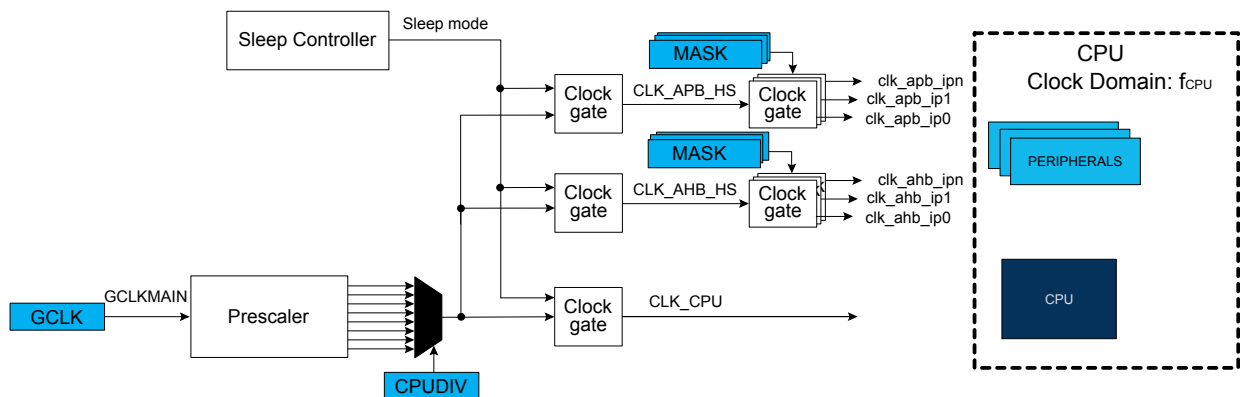 Sleep mode
Sleep Controller
MASK
Clock
gate
CLK_APB_HS
Clock
gate
clk_apb_ipn
clk_apb_ip1
clk_apb_ip0
MASK
Clock
gate
CLK_AHB_HS
Clock
gate
clk_ahb_ipn
clk_ahb_ip1
clk_ahb_ip0
GCLK
GCLKMAIN
Prescaler
CPUDIV
Clock
gate
CLK_CPU
CPU
Clock Domain: fCPU
PERIPHERALS
CPU